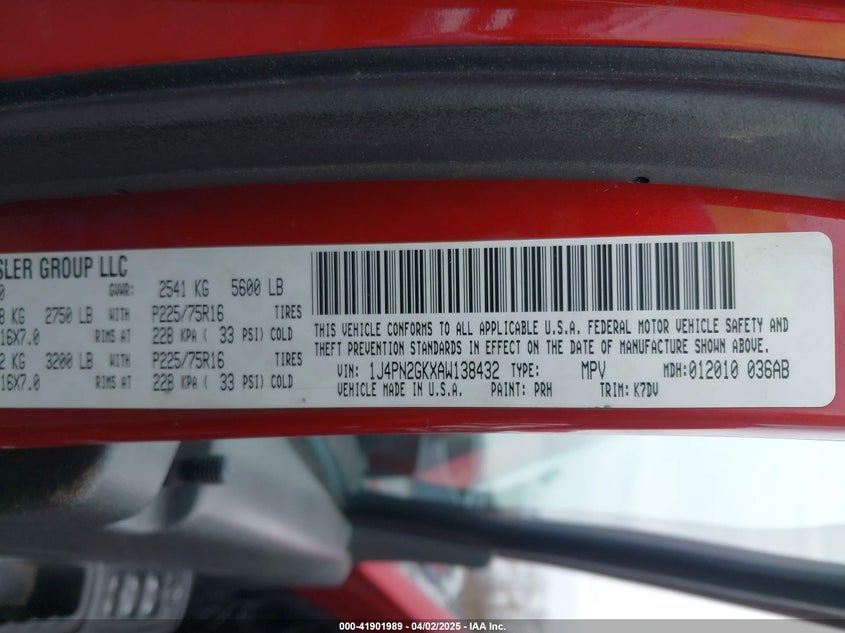 SLER GROUP LLC
0 GVWR: 2541 KG 5600 LB
8 KG 2750 LB WITH P225/75R16 TIRES
16X7.0 RIMS AT 228 KPA ( 33 PSI) COLD
2 KG 3200 LB WITH P225/75R16 TIRES
16X7.0 RIMS AT 228 KPA ( 33 PSI) COLD
THIS VEHICLE CONFORMS TO ALL APPLICABLE U.S.A. FEDERAL MOTOR VEHICLE SAFETY AND
THEFT PREVENTION STANDARDS IN EFFECT ON THE DATE OF MANUFACTURE SHOWN ABOVE.
VIN: 1J4PN2GKXAW138432 TYPE: MPV MDH: 012010 036AB
VEHICLE MADE IN U.S.A. PAINT: PRH TRIM: K7DV
000-41901989 - 04/02/2025 - IAA Inc.